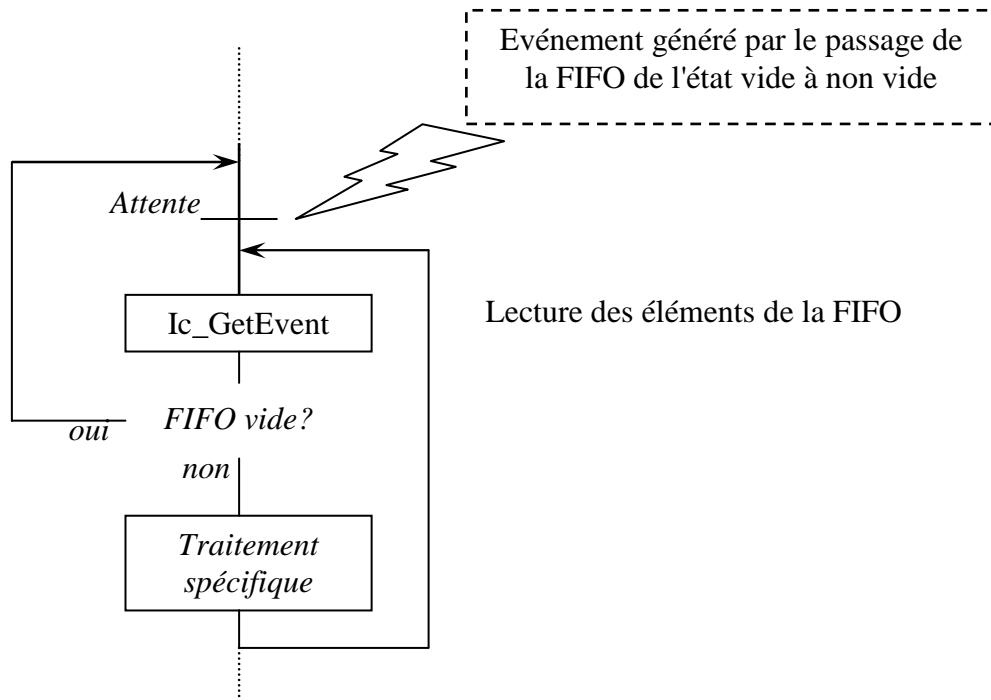 Evénement généré par le passage de
la FIFO de l'état vide à non vide
Attente
Ic_GetEvent
Lecture des éléments de la FIFO
FIFO vide?
oui
non
Traitement
spécifique